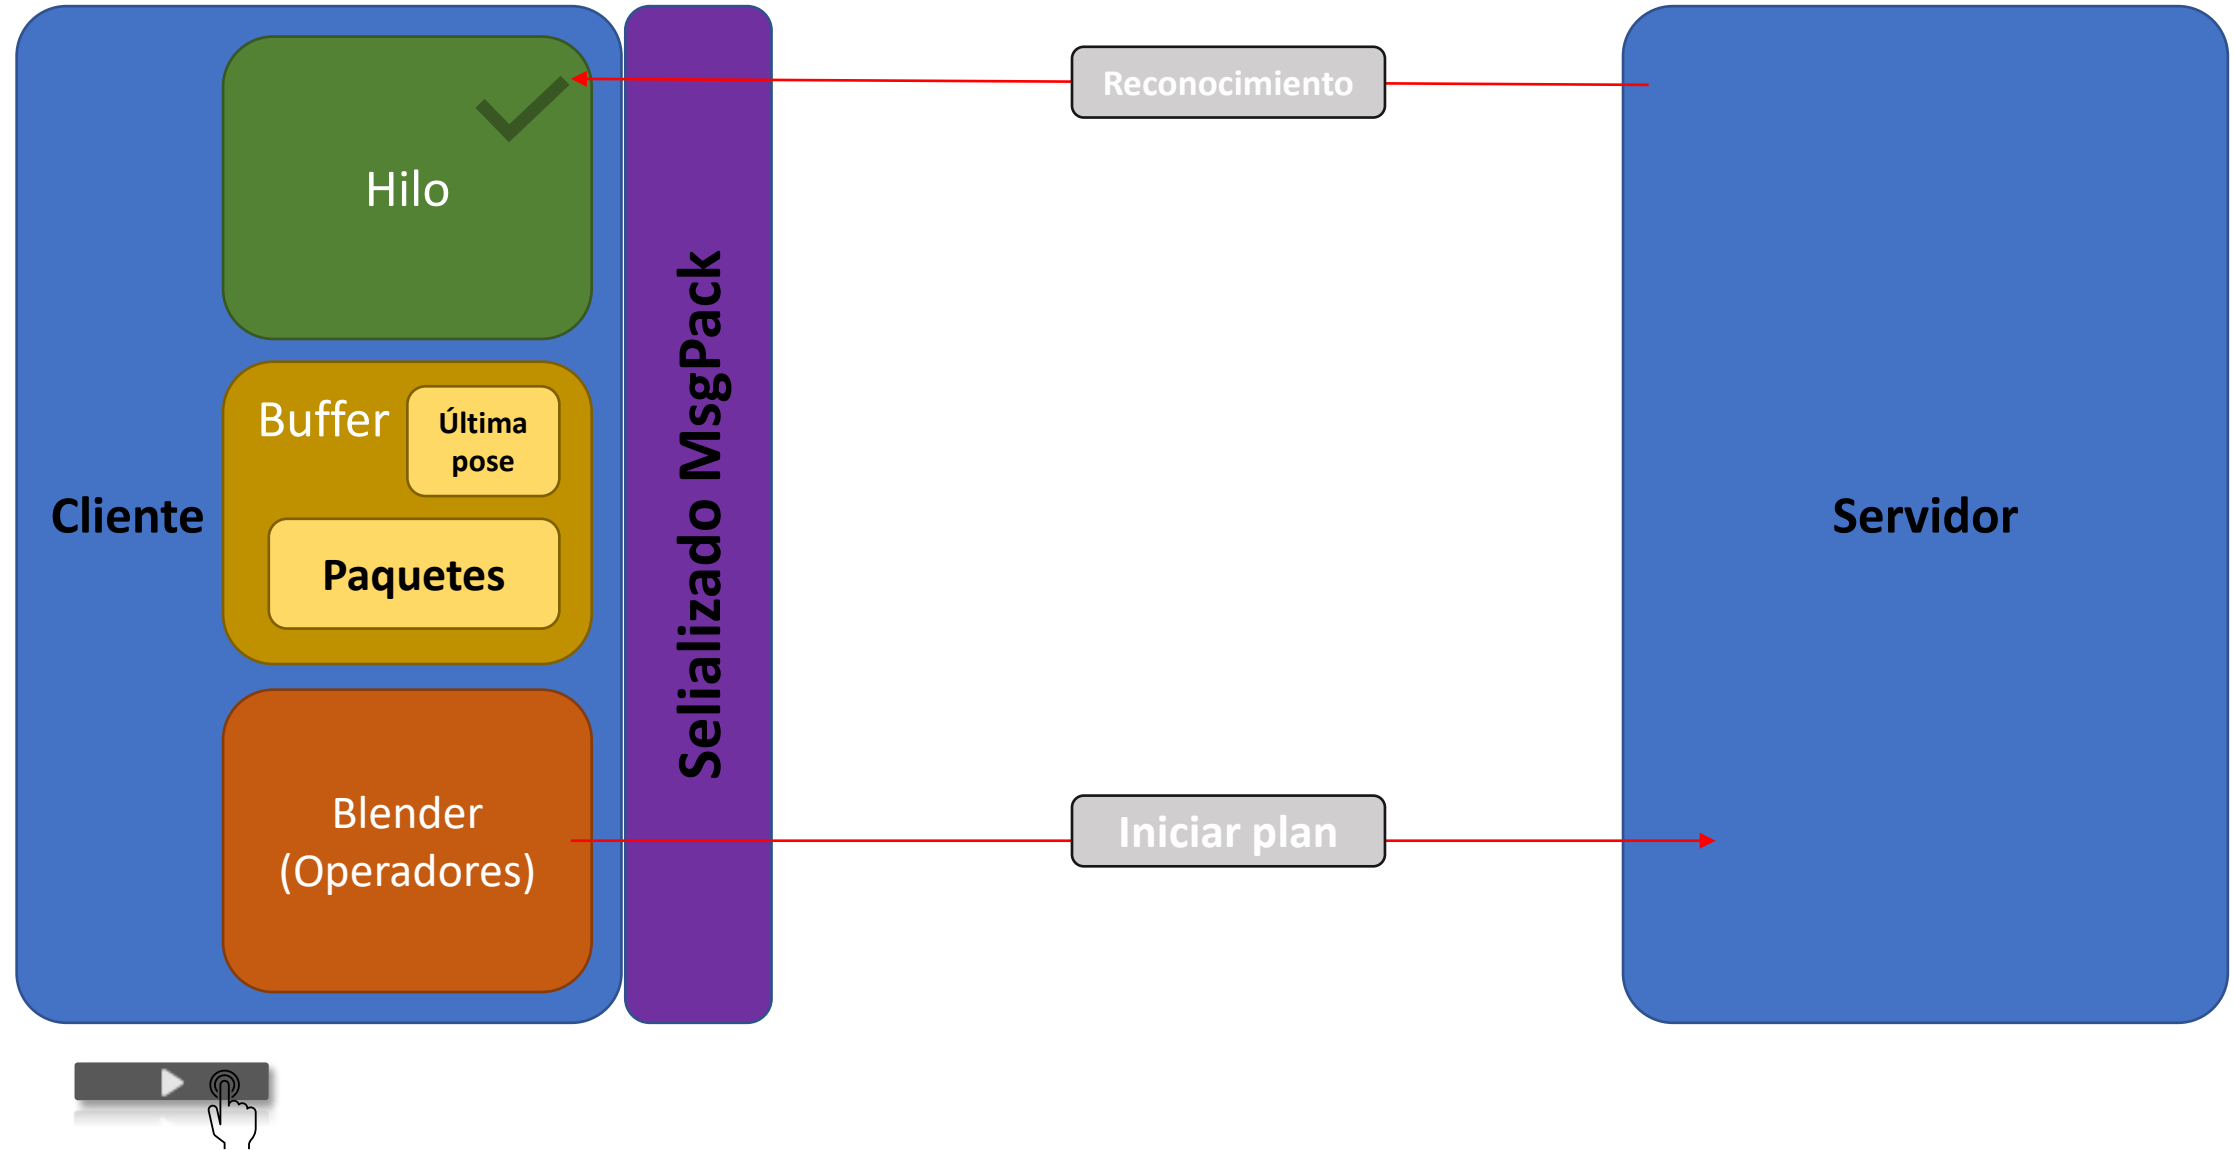 Hilo
Reconocimiento
Buffer
Última
pose
Cliente
Paquetes
Selializado MsgPack
Servidor
Blender
(Operadores)
Iniciar plan